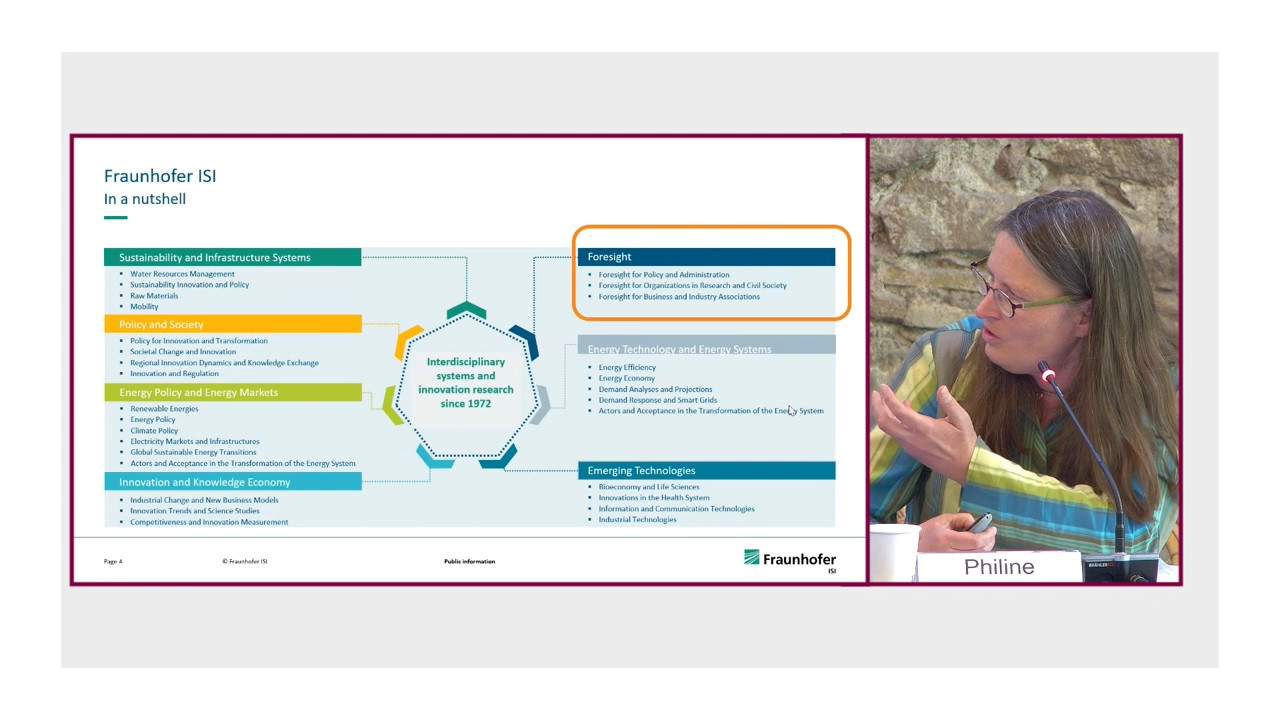 Fraunhofer ISI
In a nutshell
Sustainability and Infrastructure Systems
Water Resources Management
Sustainability Innovation and Policy
Raw Materials
Mobility
Policy and Society
Policy for Innovation and Transformation
Societal Change and Innovation
Regional Innovation Dynamics and Knowledge Exchange
Innovation and Regulation
Energy Policy and Energy Markets
Renewable Energies
Energy Policy
Climate Policy
Electricity Markets and Infrastructures
Global Sustainable Energy Transitions
Actors and Acceptance in the Transformation of the Energy System
Innovation and Knowledge Economy
Industrial Change and New Business Models
Innovation Trends and Science Studies
Competitiveness and Innovation Measurement
Interdisciplinary
systems and
innovation research
since 1972
Foresight
Foresight for Policy and Administration
Foresight for Organizations in Research and Civil Society
Foresight for Business and Industry Associations
Energy Technology and Energy Systems
Energy Efficiency
Energy Economy
Demand Analyses and Projections
Demand Response and Smart Grids
Actors and Acceptance in the Transformation of the Energy System
Emerging Technologies
Bioeconomy and Life Sciences
Innovations in the Health System
Information and Communication Technologies
Industrial Technologies
Page 4
© Fraunhofer ISI
Public information
Fraunhofer
ISI
Philine
BRÄHLER